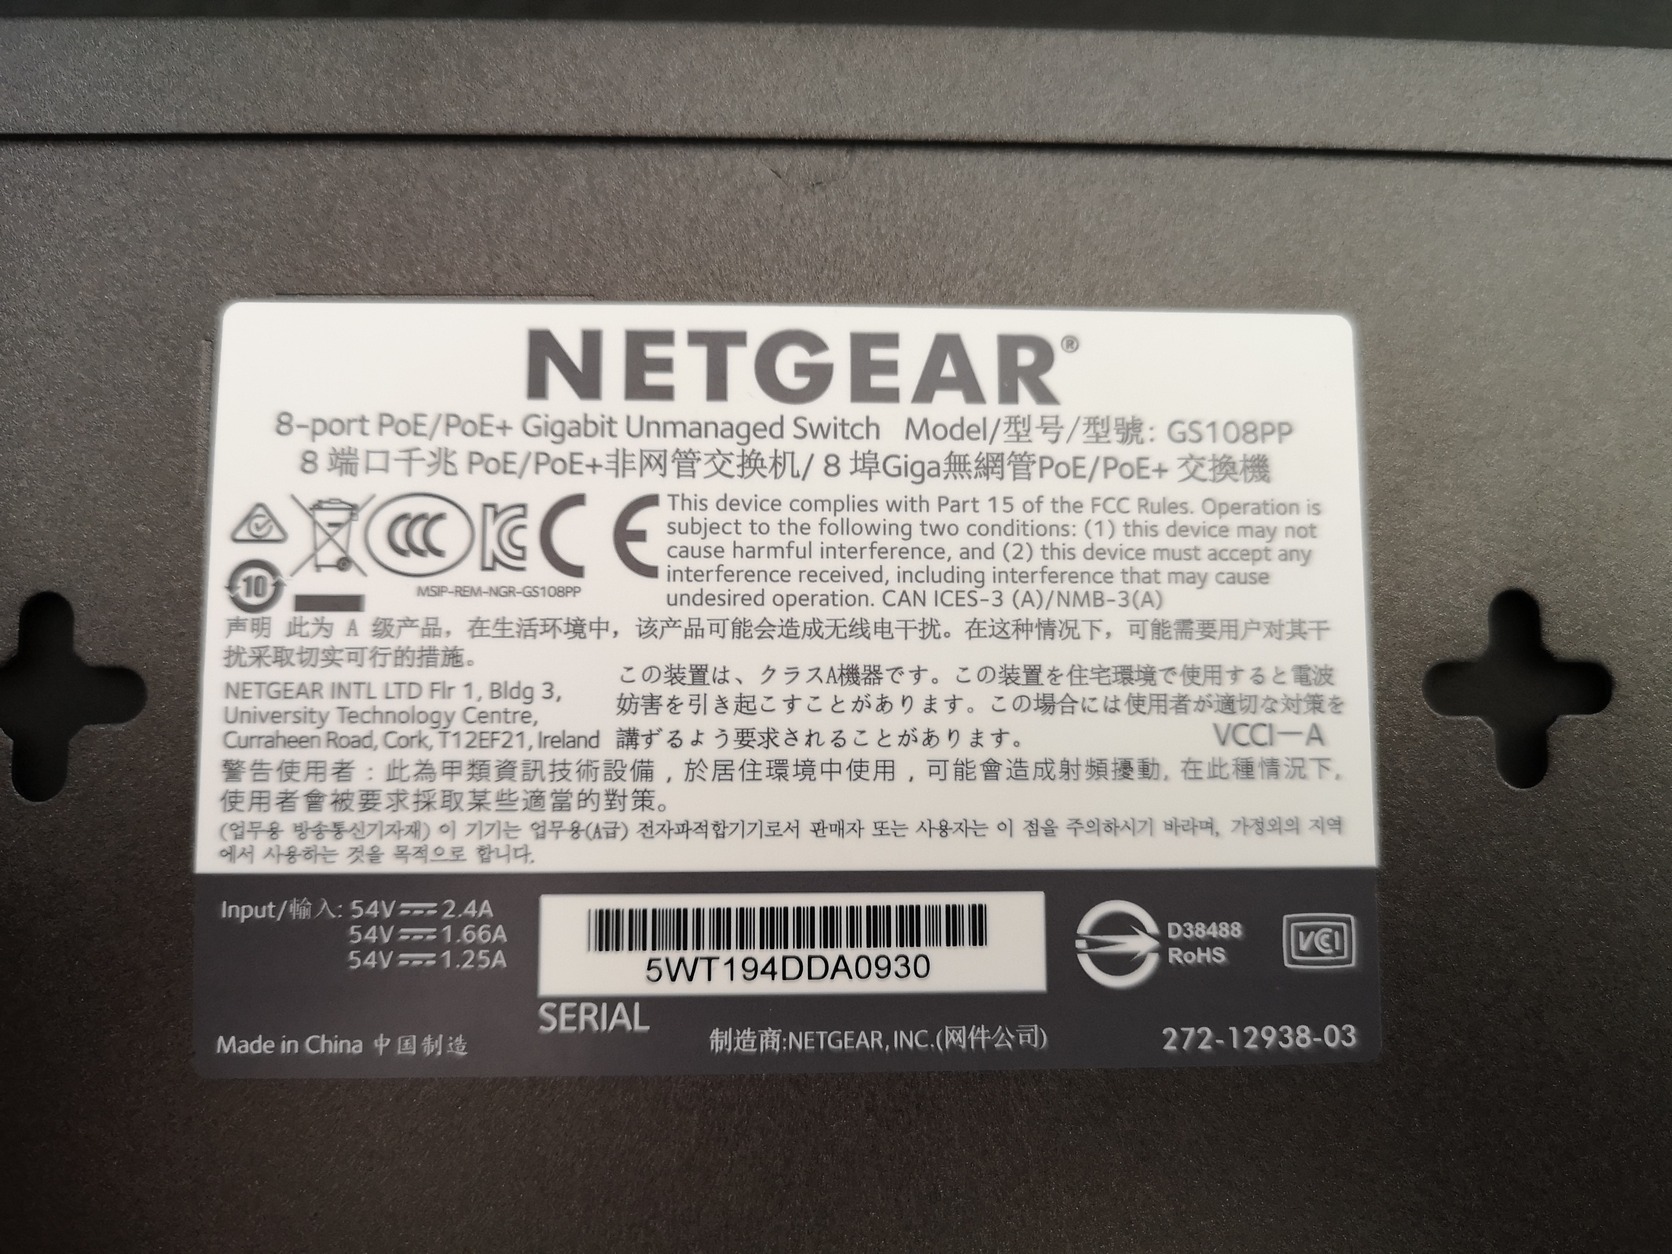 NETGEAR®
8-port PoE/PoE+ Gigabit Unmanaged Switch Model/型号/型號: GS108PP
8 端口千兆 PoE/PoE+非网管交换机/ 8 埠Giga無網管PoE/PoE+ 交換機
This device complies with Part 15 of the FCC Rules. Operation is
subject to the following two conditions: (1) this device may not
cause harmful interference, and (2) this device must accept any
interference received, including interference that may cause
undesired operation. CAN ICES-3 (A)/NMB-3(A)
CCC
KC
CE
10
MSIP-REM-NGR-GS108PP
声明 此为 A 级产品，在生活环境中，该产品可能会造成无线电干扰。在这种情况下，可能需要用户对其干
扰采取切实可行的措施。
NETGEAR INTL LTD Flr 1, Bldg 3,
University Technology Centre,
Curraheen Road, Cork, T12EF21, Ireland
この装置は、クラスA機器です。この装置を住宅環境で使用すると電波
妨害を引き起こすことがあります。この場合には使用者が適切な対策を
講ずるよう要求されることがあります。 VCCI－A
警告使用者：此為甲類資訊技術設備，於居住環境中使用，可能會造成射頻擾動, 在此種情況下,
使用者會被要求採取某些適當的對策。
(업무용 방송통신기자재) 이 기기는 업무용(A급) 전자파적합기기로서 판매자 또는 사용자는 이 점을 주의하시기 바라며, 가정외의 지역
에서 사용하는 것을 목적으로 합니다.
Input/輸入: 54V⎓2.4A
54V⎓1.66A
54V⎓1.25A
5WT194DDA0930
SERIAL
D38488
RoHS
VCI
Made in China 中国制造
制造商:NETGEAR, INC.(网件公司)
272-12938-03